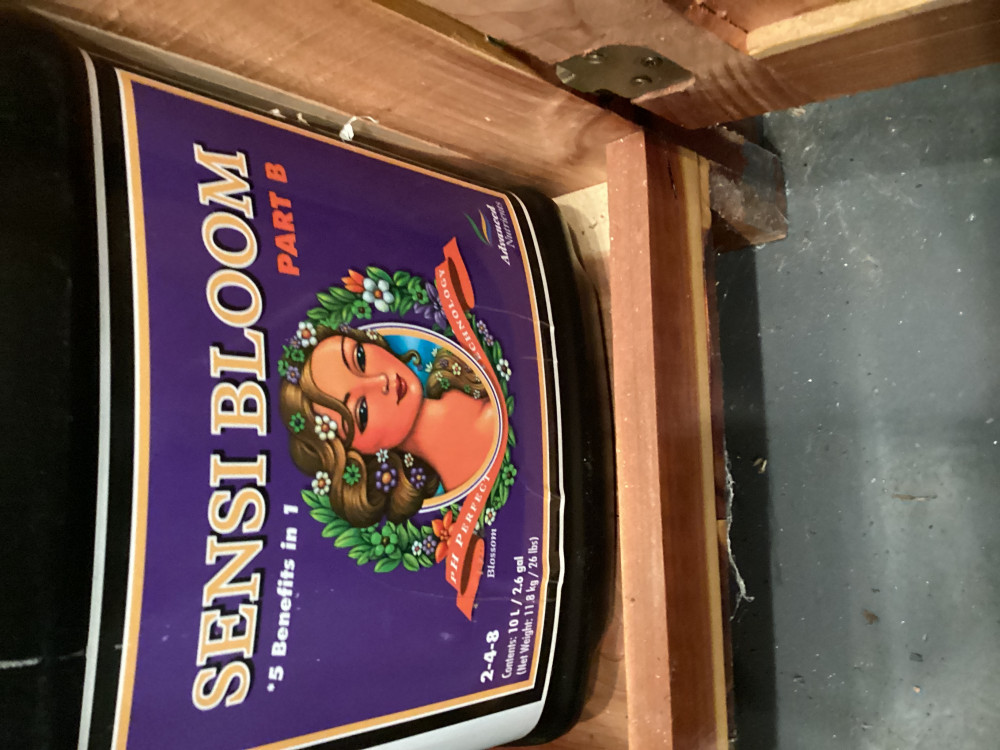 SENSI BLOOM
*5 Benefits in 1
PART B
pH PERFECT TECHNOLOGY
Blossom
2-4-8
Contents: 10 L / 2.6 gal
(Net Weight: 11.8 kg / 26 lbs)
Advanced
Nutrients